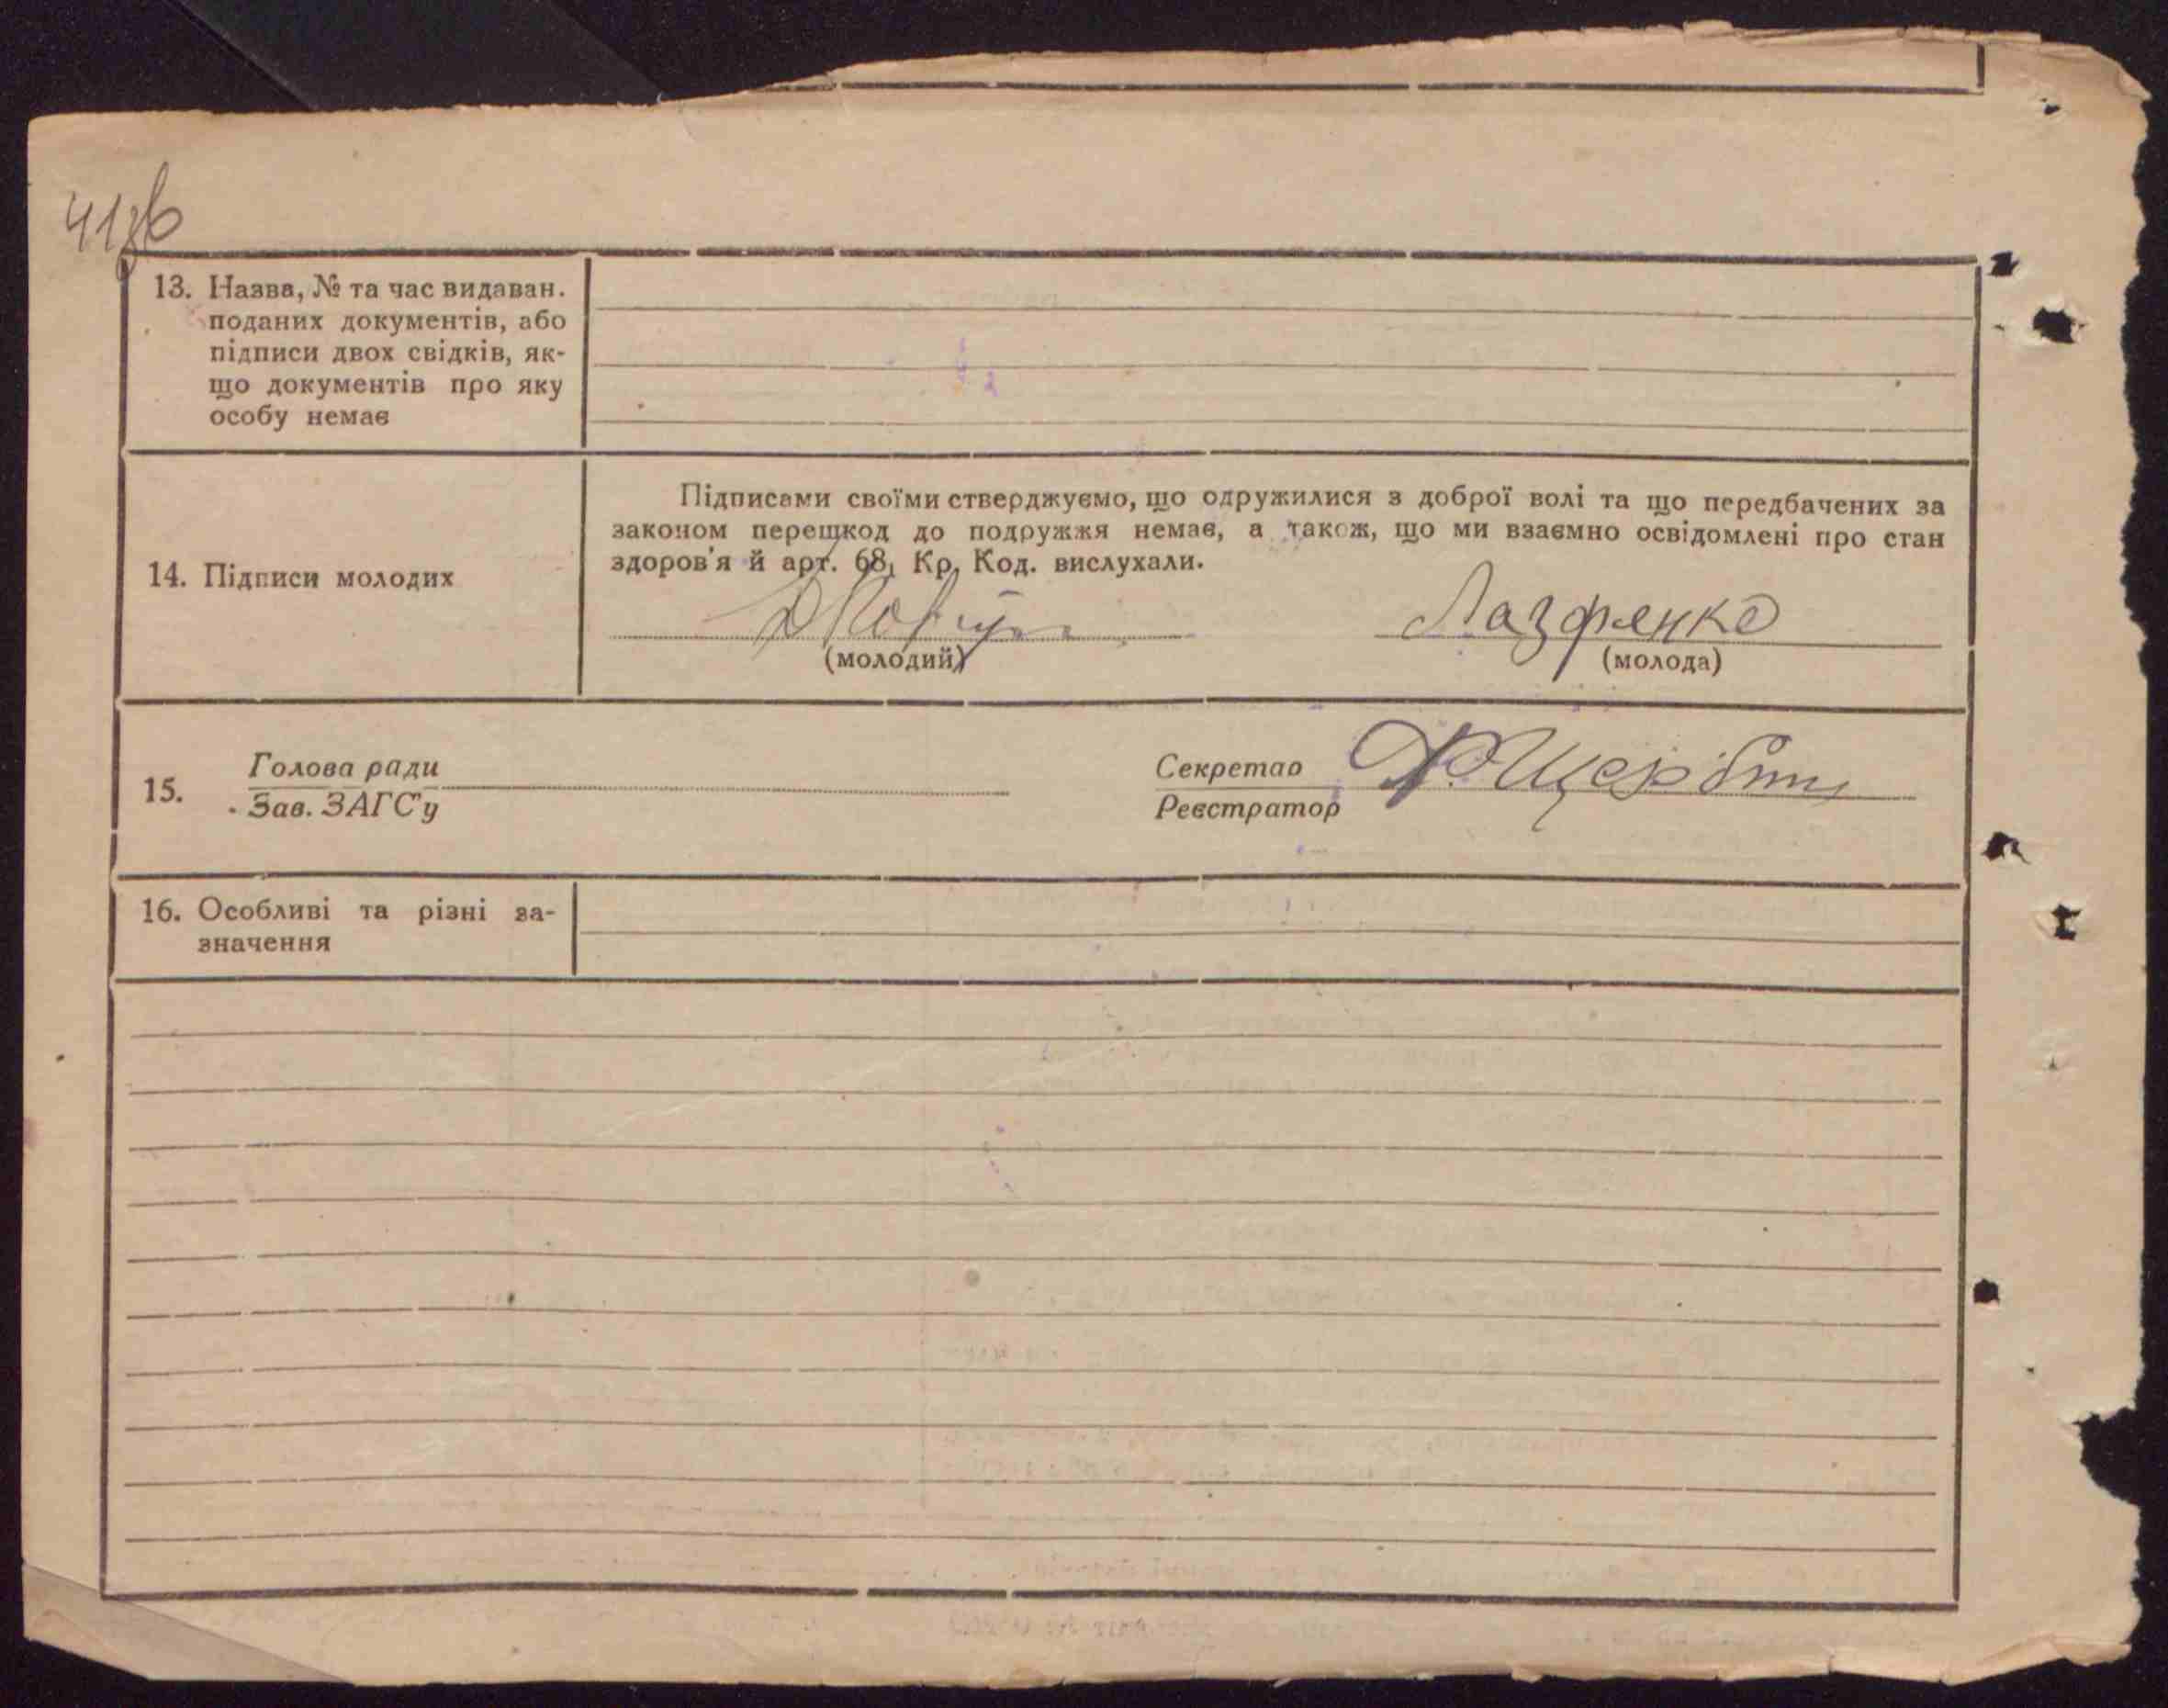 41зв
13. Назва, № та час видаван.
поданих документів, або
підписи двох свідків, як-
що документів про яку
особу немає
14. Підписи молодих
Підписами своїми стверджуємо, що одружилися з доброї волі та що передбачених за
законом перешкод до подружжя немає, а також, що ми взаємно освідомлені про стан
здоров'я й арт. 68₁ Кр. Код. вислухали.
Лазфенко
(молодий)
(молода)
15.
Голова ради
Зав. ЗАГС'у
Секретар
Реєстратор
Щербин
16. Особливі та різні за-
значення